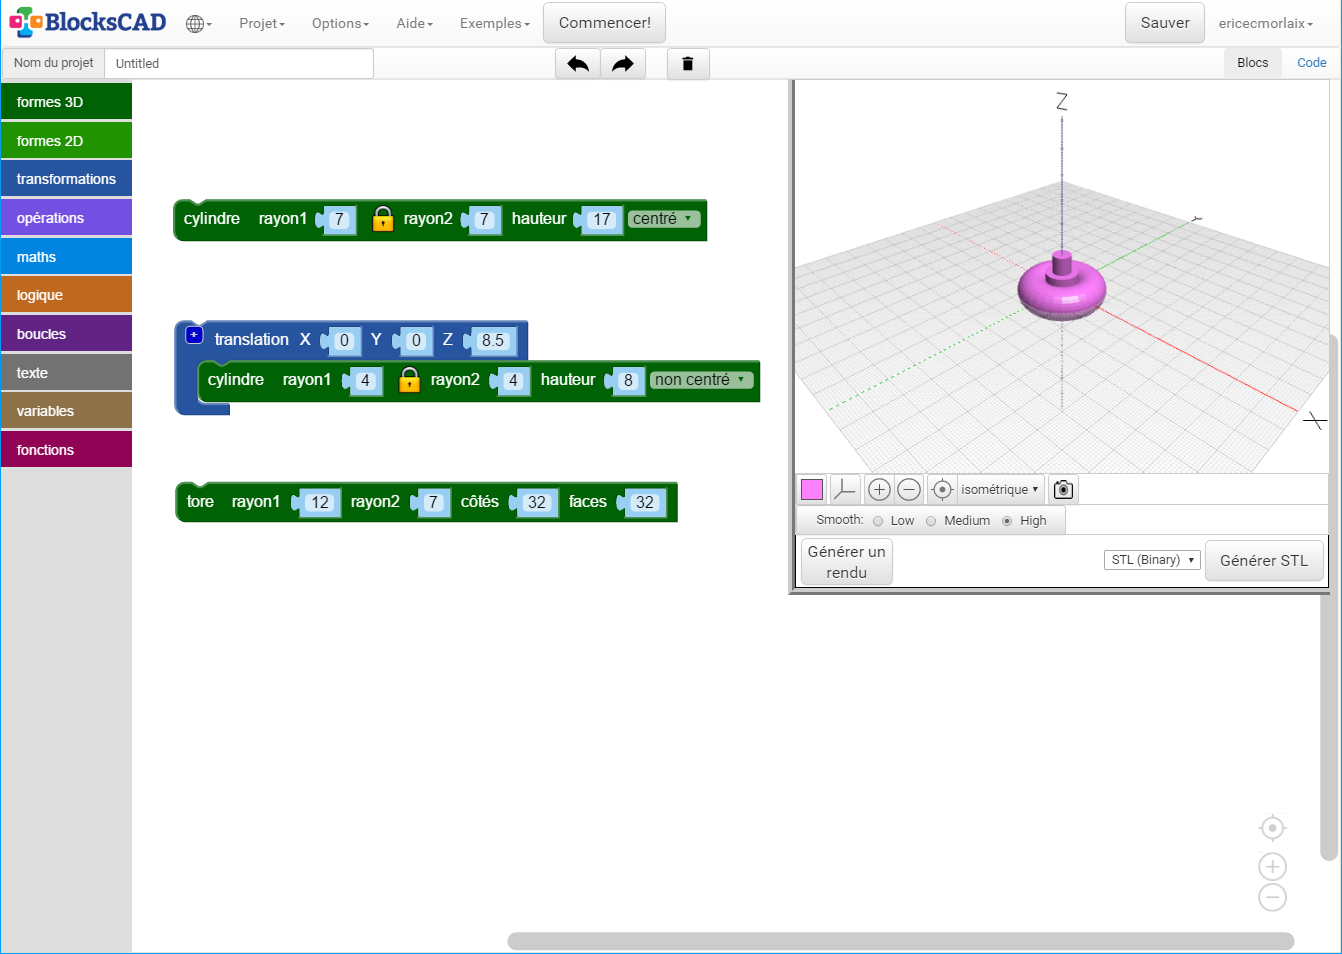 BlocksCAD Projet Options Aide Exemples Commencer! Sauver ericecmorlaix
Nom du projet Untitled Blocs Code
formes 3D
formes 2D
transformations
opérations
maths
logique
boucles
texte
variables
fonctions
cylindre rayon1 7 rayon2 7 hauteur 17 centré
+ translation X 0 Y 0 Z 8.5
cylindre rayon1 4 rayon2 4 hauteur 8 non centré
tore rayon1 12 rayon2 7 côtés 32 faces 32
Z
Y
X
isométrique
Smooth: Low Medium High
Générer un
rendu
STL (Binary) Générer STL